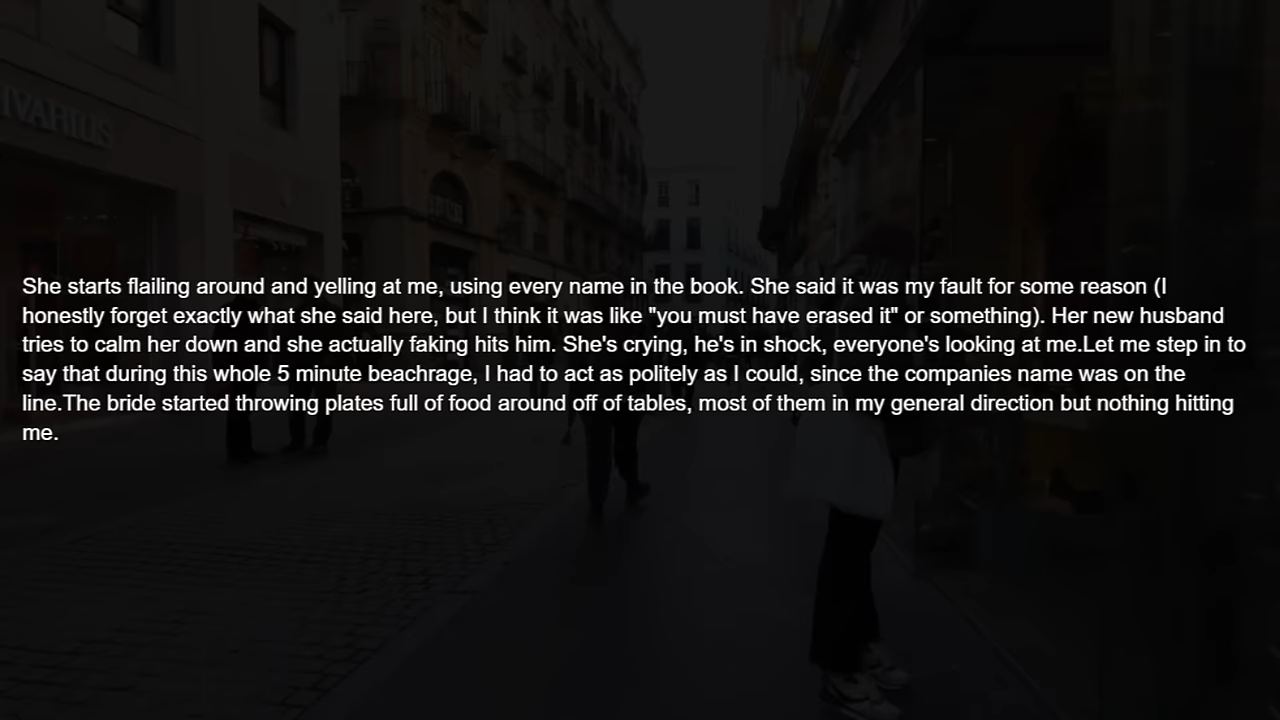 She starts flailing around and yelling at me, using every name in the book. She said it was my fault for some reason (I
honestly forget exactly what she said here, but I think it was like "you must have erased it" or something). Her new husband
tries to calm her down and she actually faking hits him. She's crying, he's in shock, everyone's looking at me.Let me step in to
say that during this whole 5 minute beachrage, I had to act as politely as I could, since the companies name was on the
line.The bride started throwing plates full of food around off of tables, most of them in my general direction but nothing hitting
me.